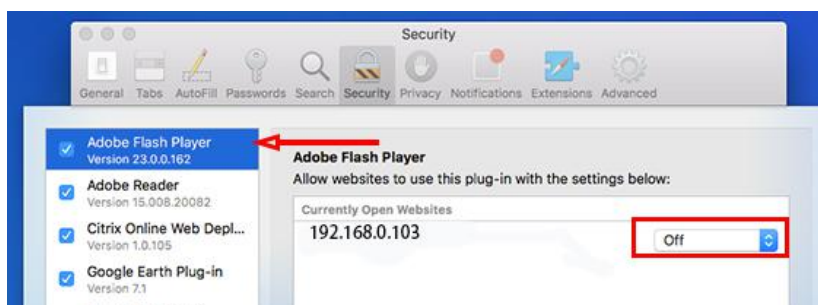 Security
General Tabs AutoFill Passwords Search Security Privacy Notifications Extensions Advanced
Adobe Flash Player
Version 23.0.0.162
Adobe Reader
Version 15.008.20082
Citrix Online Web Depl...
Version 1.0.105
Google Earth Plug-in
Version 7.1
Adobe Flash Player
Allow websites to use this plug-in with the settings below:
Currently Open Websites
192.168.0.103
Off